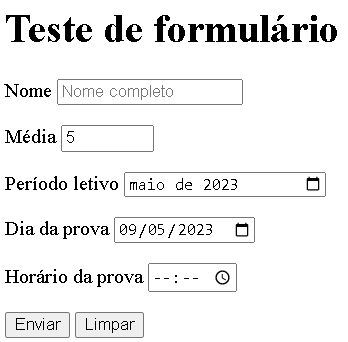 Teste de formulário
Nome Nome completo
Média 5
Período letivo maio de 2023
Dia da prova 09/05/2023
Horário da prova --:--
Enviar Limpar